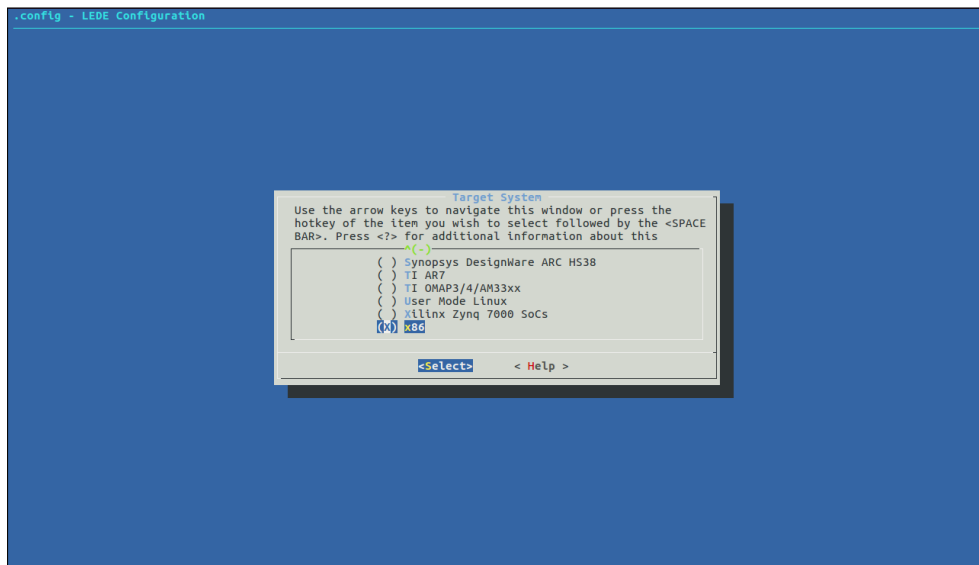 .config - LEDE Configuration
Target System
Use the arrow keys to navigate this window or press the
hotkey of the item you wish to select followed by the <SPACE
BAR>. Press <?> for additional information about this
^(-)
( ) Synopsys DesignWare ARC HS38
( ) TI AR7
( ) TI OMAP3/4/AM33xx
( ) User Mode Linux
( ) Xilinx Zynq 7000 SoCs
(X) x86
<Select> < Help >